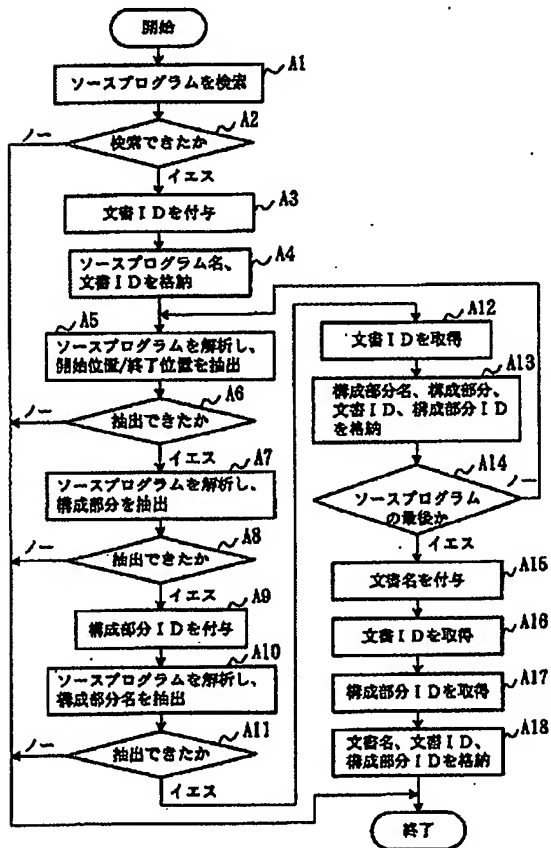 開始
A1
ソースプログラムを検索
A2
検索できたか
ノー
イエス
A3
文書IDを付与
A4
ソースプログラム名、
文書IDを格納
A5
ソースプログラムを解析し、
開始位置/終了位置を抽出
A6
抽出できたか
ノー
イエス
A7
ソースプログラムを解析し、
構成部分を抽出
A8
抽出できたか
ノー
イエス
A9
構成部分IDを付与
A10
ソースプログラムを解析し、
構成部分名を抽出
A11
抽出できたか
ノー
イエス
A12
文書IDを取得
A13
構成部分名、構成部分、
文書ID、構成部分ID
を格納
A14
ソースプログラム
の最後か
ノー
イエス
A15
文書名を付与
A16
文書IDを取得
A17
構成部分IDを取得
A18
文書名、文書ID、
構成部分IDを格納
終了